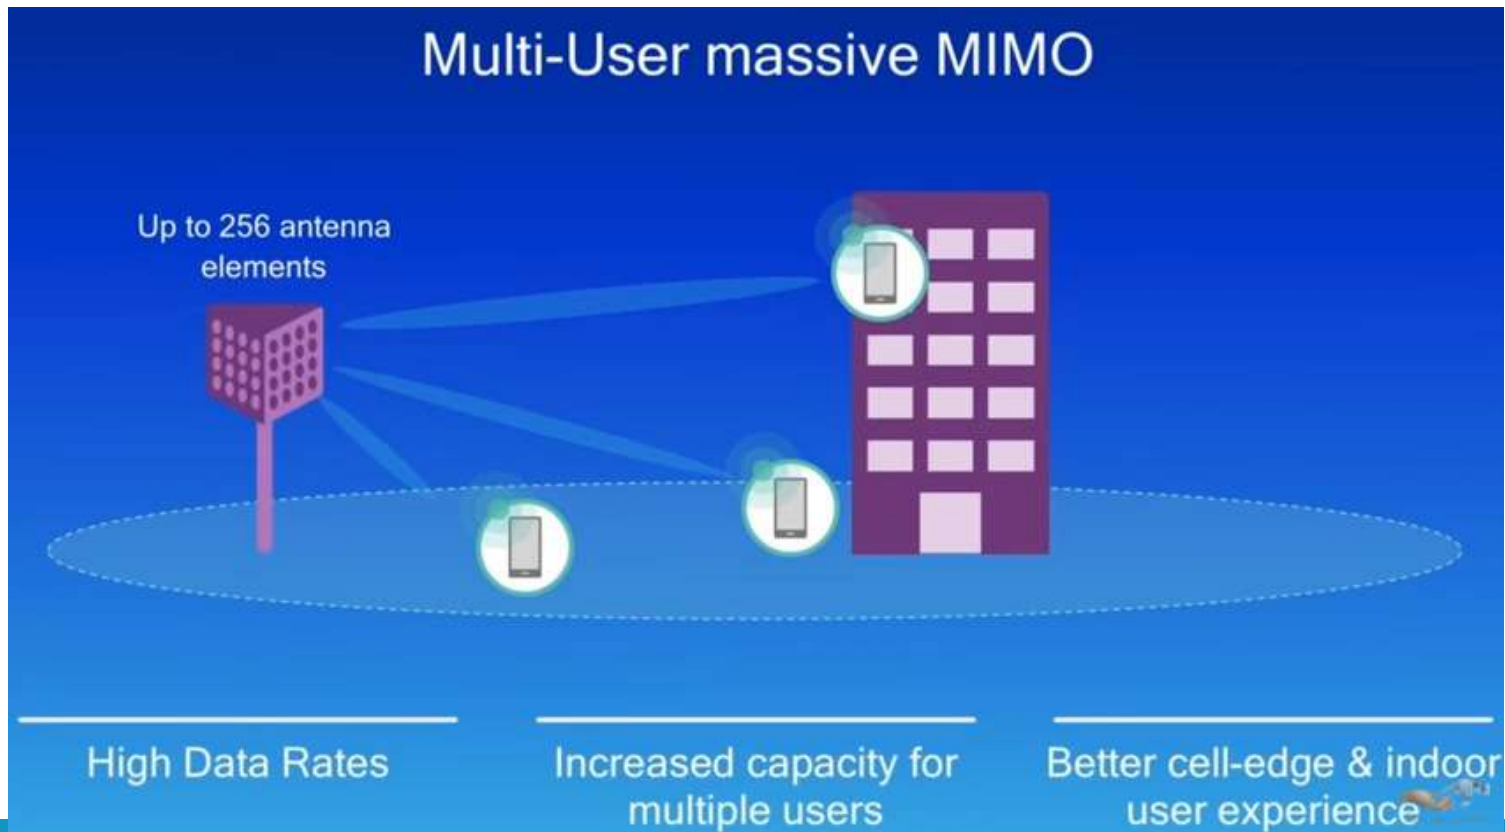 Multi-User massive MIMO
Up to 256 antenna
elements
High Data Rates
Increased capacity for
multiple users
Better cell-edge & indoor
user experience